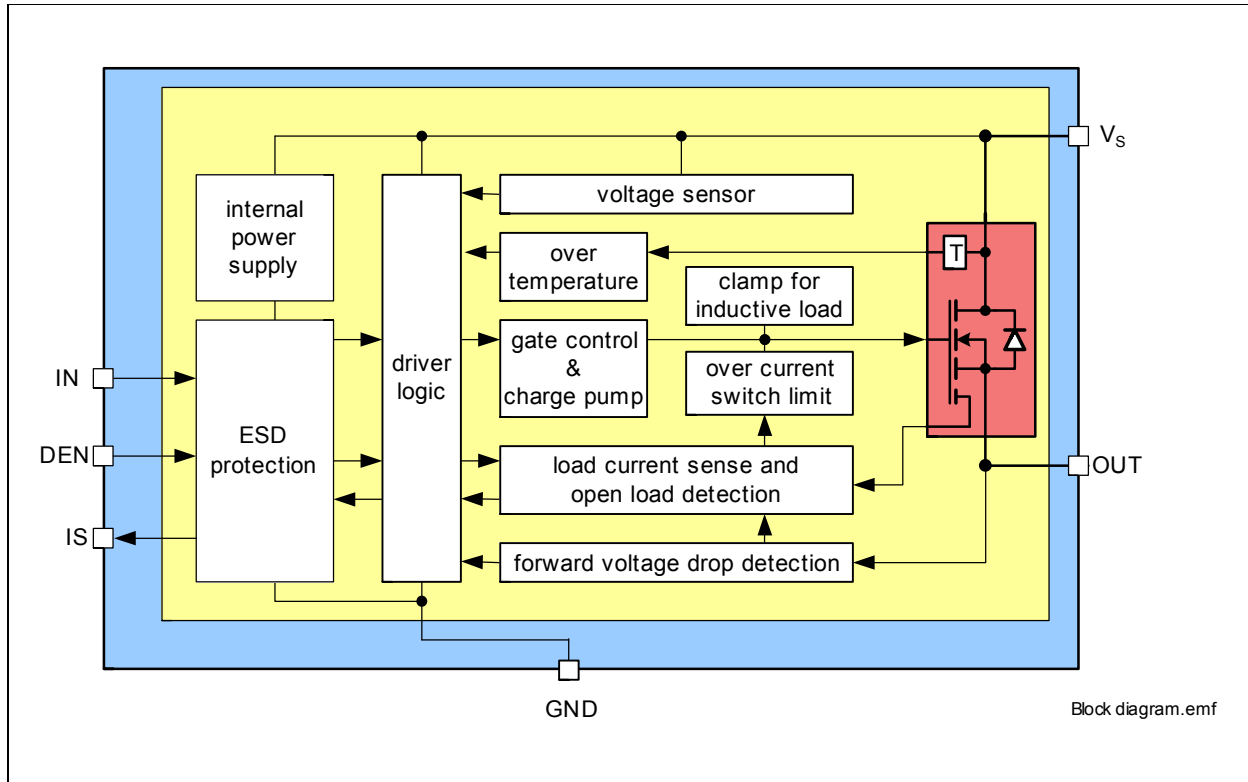 V_S
internal
power
supply
voltage sensor
over
temperature
T
clamp for
inductive load
driver
logic
gate control
&
charge pump
over current
switch limit
IN
DEN
IS
ESD
protection
load current sense and
open load detection
OUT
forward voltage drop detection
GND
Block diagram.emf